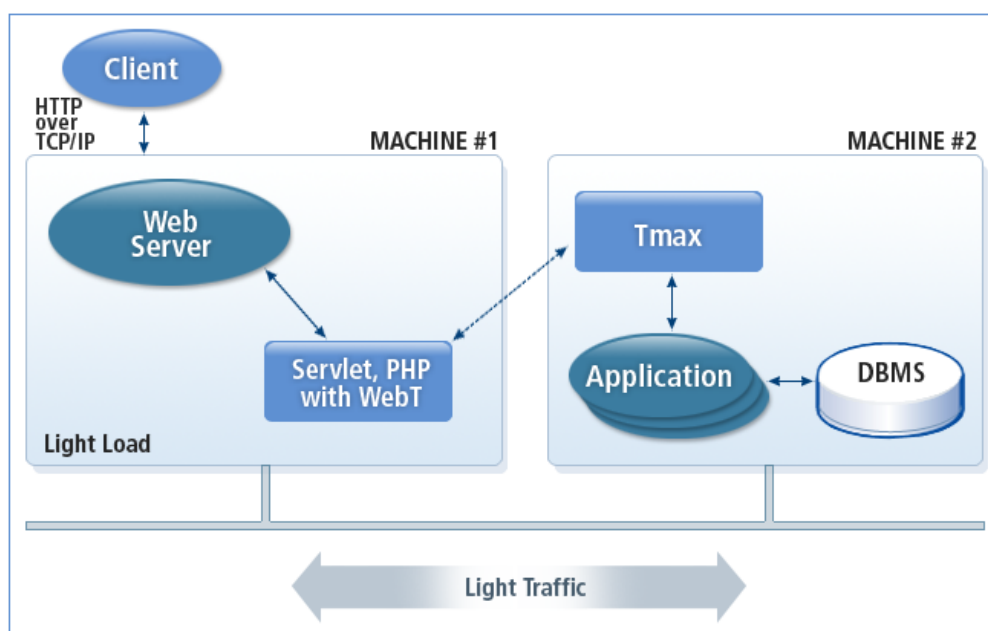 Client
HTTP
over
TCP/IP
MACHINE #1
MACHINE #2
Web
Server
Tmax
Servlet, PHP
with WebT
Application
DBMS
Light Load
Light Traffic